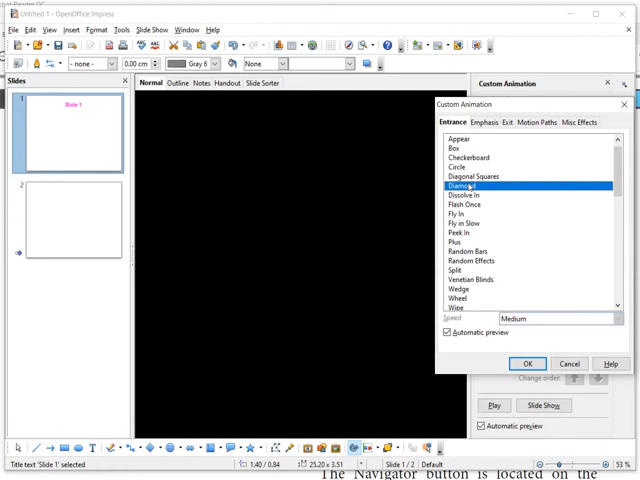 Untitled 1 - OpenOffice Impress
File Edit View Insert Format Tools Slide Show Window Help
- none - 0.00 cm Gray 6 None
Slides
Normal Outline Notes Handout Slide Sorter
Custom Animation
1
Slide 1
2
Custom Animation
Entrance Emphasis Exit Motion Paths Misc Effects
Appear
Box
Checkerboard
Circle
Diagonal Squares
Diamond
Dissolve In
Flash Once
Fly In
Fly in Slow
Peek In
Plus
Random Bars
Random Effects
Split
Venetian Blinds
Wedge
Wheel
Wipe
Speed Medium
Automatic preview
OK Cancel Help
Change order:
Play Slide Show
Automatic preview
Title text 'Slide 1' selected 1.40 / 0.84 25.20 x 3.51 * Slide 1 / 2 Default 53 %
The Navigator button is located on the